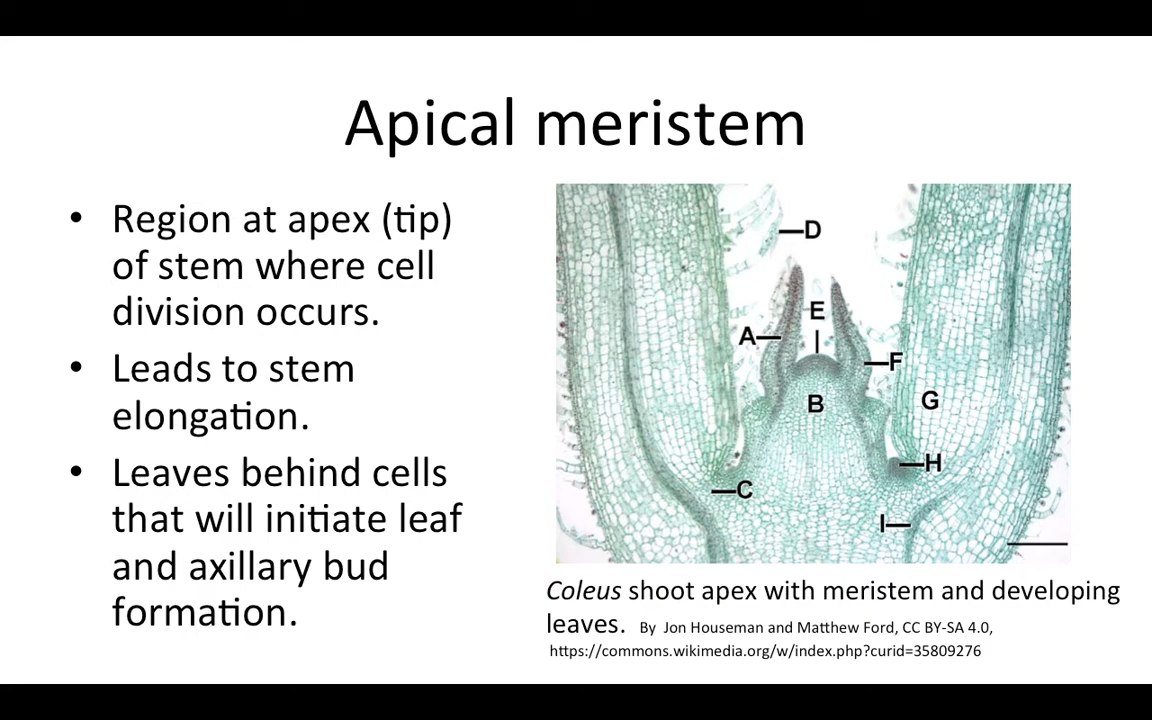 Apical meristem
• Region at apex (tip)
of stem where cell
division occurs.
• Leads to stem
elongation.
• Leaves behind cells
that will initiate leaf
and axillary bud
formation.
D
E
A
F
B
G
H
C
I
Coleus shoot apex with meristem and developing
leaves. By Jon Houseman and Matthew Ford, CC BY-SA 4.0,
https://commons.wikimedia.org/w/index.php?curid=35809276